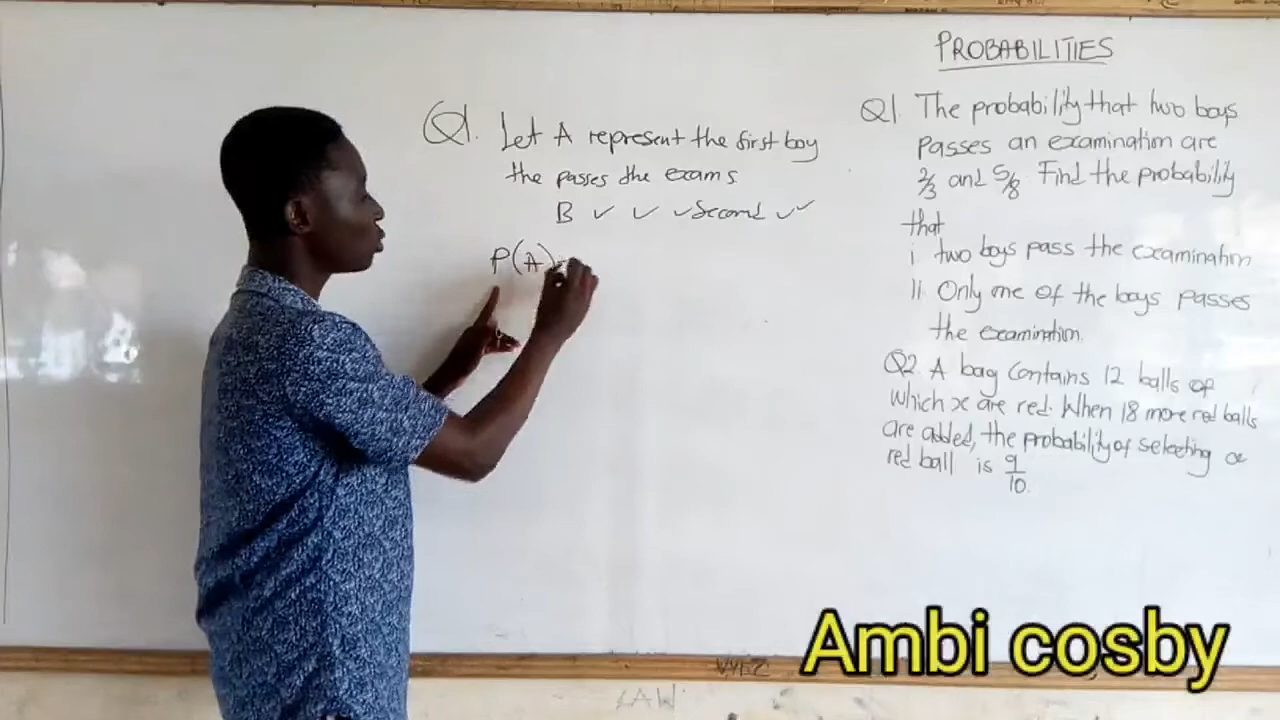 PROBABILITIES
Q1. Let A represent the first boy
the passes the exams
B ✓ ✓ ✓ Second ✓ ✓
P(A)
Q1 The probability that two boys
passes an examination are
2/3 and 5/8. Find the probability
that
i two boys pass the examination
ii. Only one of the boys passes
the examination.
Q2. A bag contains 12 balls of
which x are red. When 18 more red balls
are added, the probability of selecting a
red ball is 9/10.
Ambi cosby